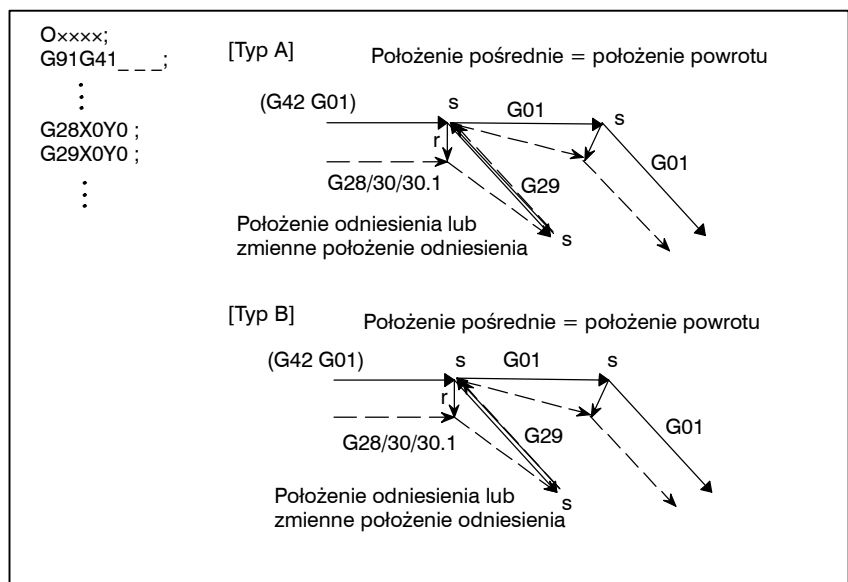 O××××;
G91G41_ _ _;
G28X0Y0 ;
G29X0Y0 ;
[Typ A]
Położenie pośrednie = położenie powrotu
(G42 G01)
s
G01
s
r
G01
G28/30/30.1
G29
Położenie odniesienia lub
zmienne położenie odniesienia
s
[Typ B]
Położenie pośrednie = położenie powrotu
(G42 G01)
s
G01
s
r
G01
G28/30/30.1
G29
Położenie odniesienia lub
zmienne położenie odniesienia
s